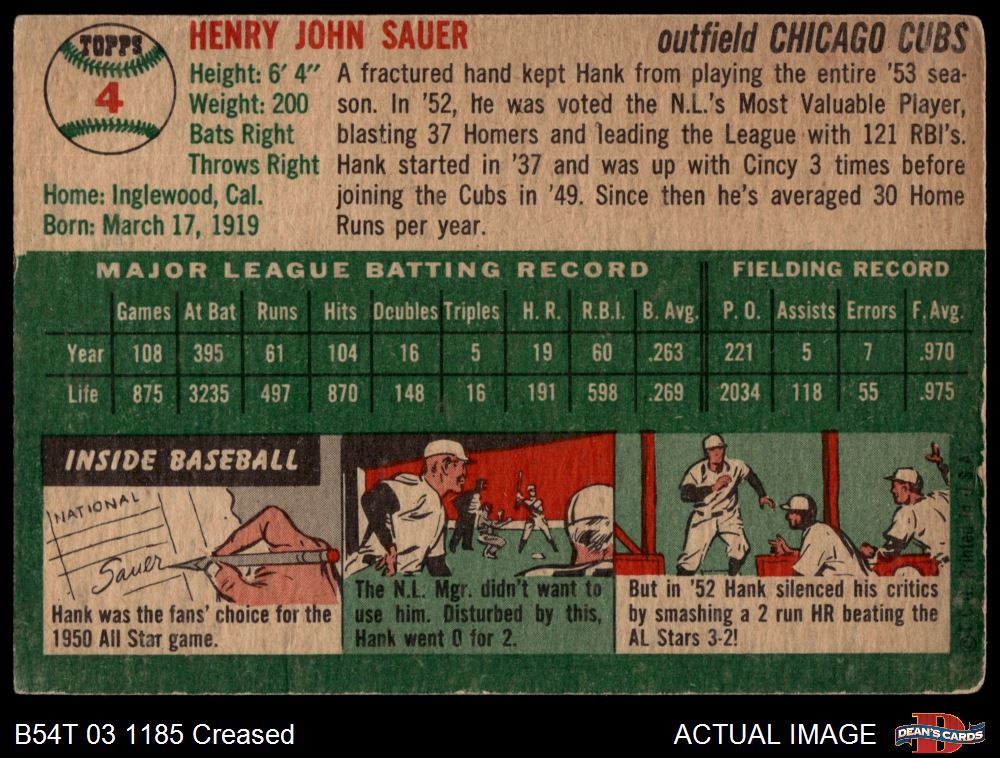 TOPPS
4
HENRY JOHN SAUER
outfield CHICAGO CUBS
Height: 6' 4"
Weight: 200
Bats Right
Throws Right
Home: Inglewood, Cal.
Born: March 17, 1919
A fractured hand kept Hank from playing the entire '53 sea-
son. In '52, he was voted the N.L.'s Most Valuable Player,
blasting 37 Homers and leading the League with 121 RBI's.
Hank started in '37 and was up with Cincy 3 times before
joining the Cubs in '49. Since then he's averaged 30 Home
Runs per year.
MAJOR LEAGUE BATTING RECORD FIELDING RECORD
Games At Bat Runs Hits Doubles Triples H. R. R.B.I. B. Avg. P. O. Assists Errors F. Avg.
Year 108 395 61 104 16 5 19 60 .263 221 5 7 .970
Life 875 3235 497 870 148 16 191 598 .269 2034 118 55 .975
INSIDE BASEBALL
NATIONAL
Sauer
Hank was the fans' choice for the
1950 All Star game.
The N.L. Mgr. didn't want to
use him. Disturbed by this,
Hank went 0 for 2.
But in '52 Hank silenced his critics
by smashing a 2 run HR beating the
AL Stars 3-2!
Printed in U.S.A.
B54T 03 1185 Creased
ACTUAL IMAGE
DEAN'S CARDS